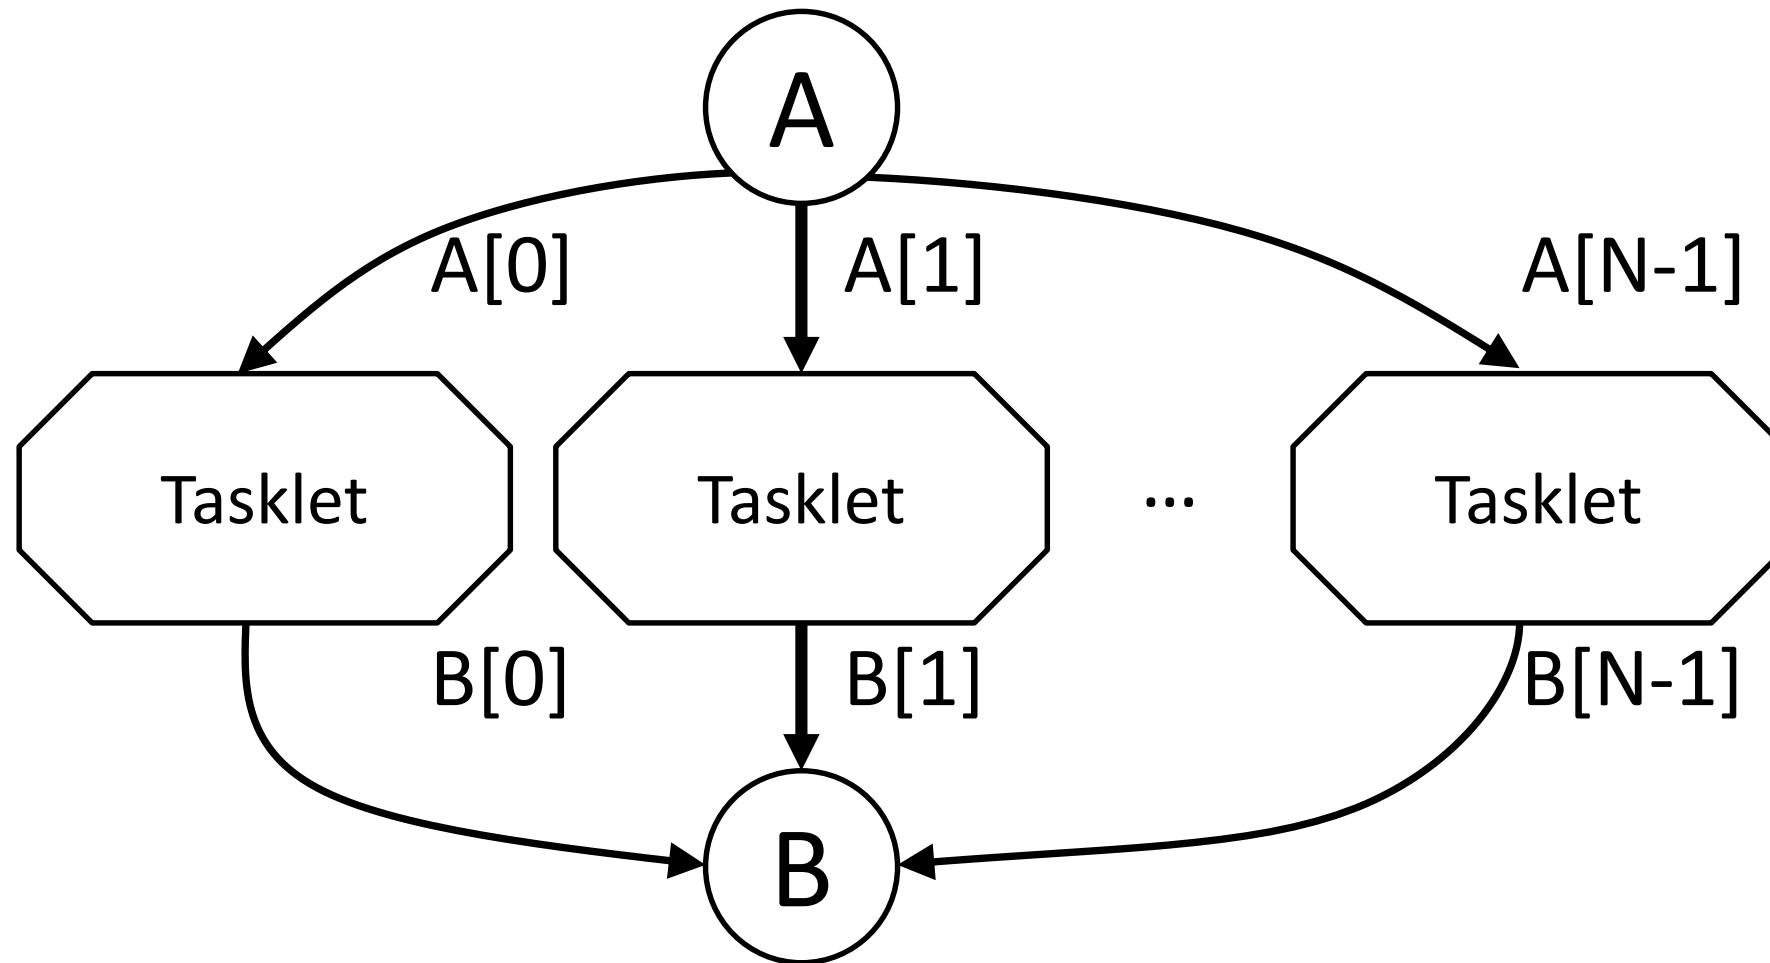 A
A[0] A[1] A[N-1]
Tasklet Tasklet ... Tasklet
B[0] B[1] B[N-1]
B